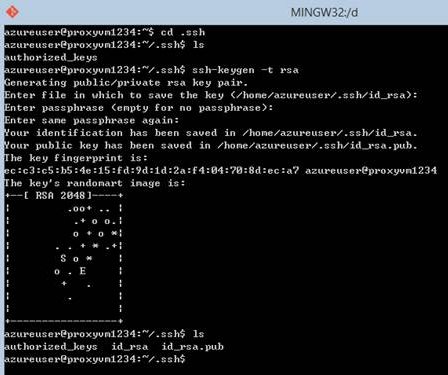 MINGW32:/d
azureuser@proxyvm1234:~$ cd .ssh
azureuser@proxyvm1234:~/.ssh$ ls
authorized_keys
azureuser@proxyvm1234:~/.ssh$ ssh-keygen -t rsa
Generating public/private rsa key pair.
Enter file in which to save the key (/home/azureuser/.ssh/id_rsa):
Enter passphrase (empty for no passphrase):
Enter same passphrase again:
Your identification has been saved in /home/azureuser/.ssh/id_rsa.
Your public key has been saved in /home/azureuser/.ssh/id_rsa.pub.
The key fingerprint is:
ec:c3:c5:b5:4e:15:fd:9d:1d:2a:f4:04:70:8d:ec:a7 azureuser@proxyvm1234
The key's randomart image is:
+--[ RSA 2048]----+
|         .oo+ .. |
|          .+ o o.|
|          o + o *|
|       . . + * .+|
|        S o *    |
|       o . E     |
|        +   .    |
|         .       |
|                 |
+-----------------+
azureuser@proxyvm1234:~/.ssh$ ls
authorized_keys  id_rsa  id_rsa.pub
azureuser@proxyvm1234:~/.ssh$